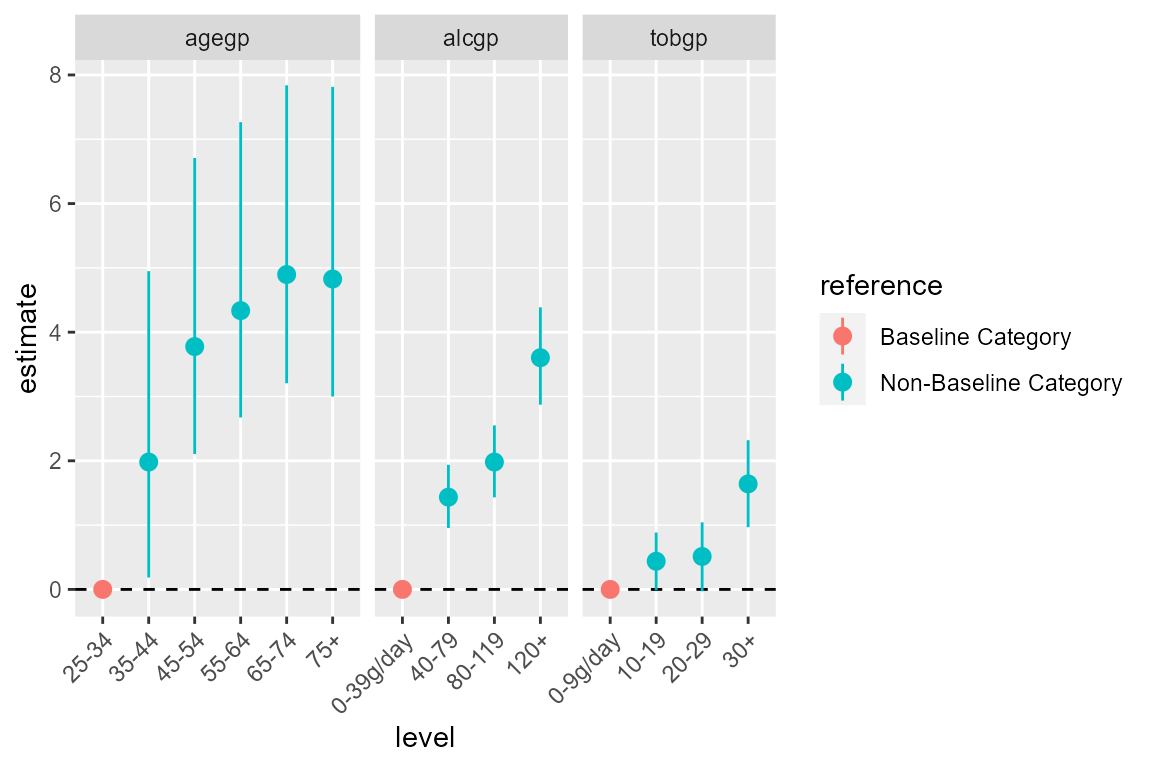 agegp alcgp tobgp
estimate
8
6
4
2
0
25-34 35-44 45-54 55-64 65-74 75+ 0-39g/day 40-79 80-119 120+ 0-9g/day 10-19 20-29 30+
level
reference
Baseline Category
Non-Baseline Category